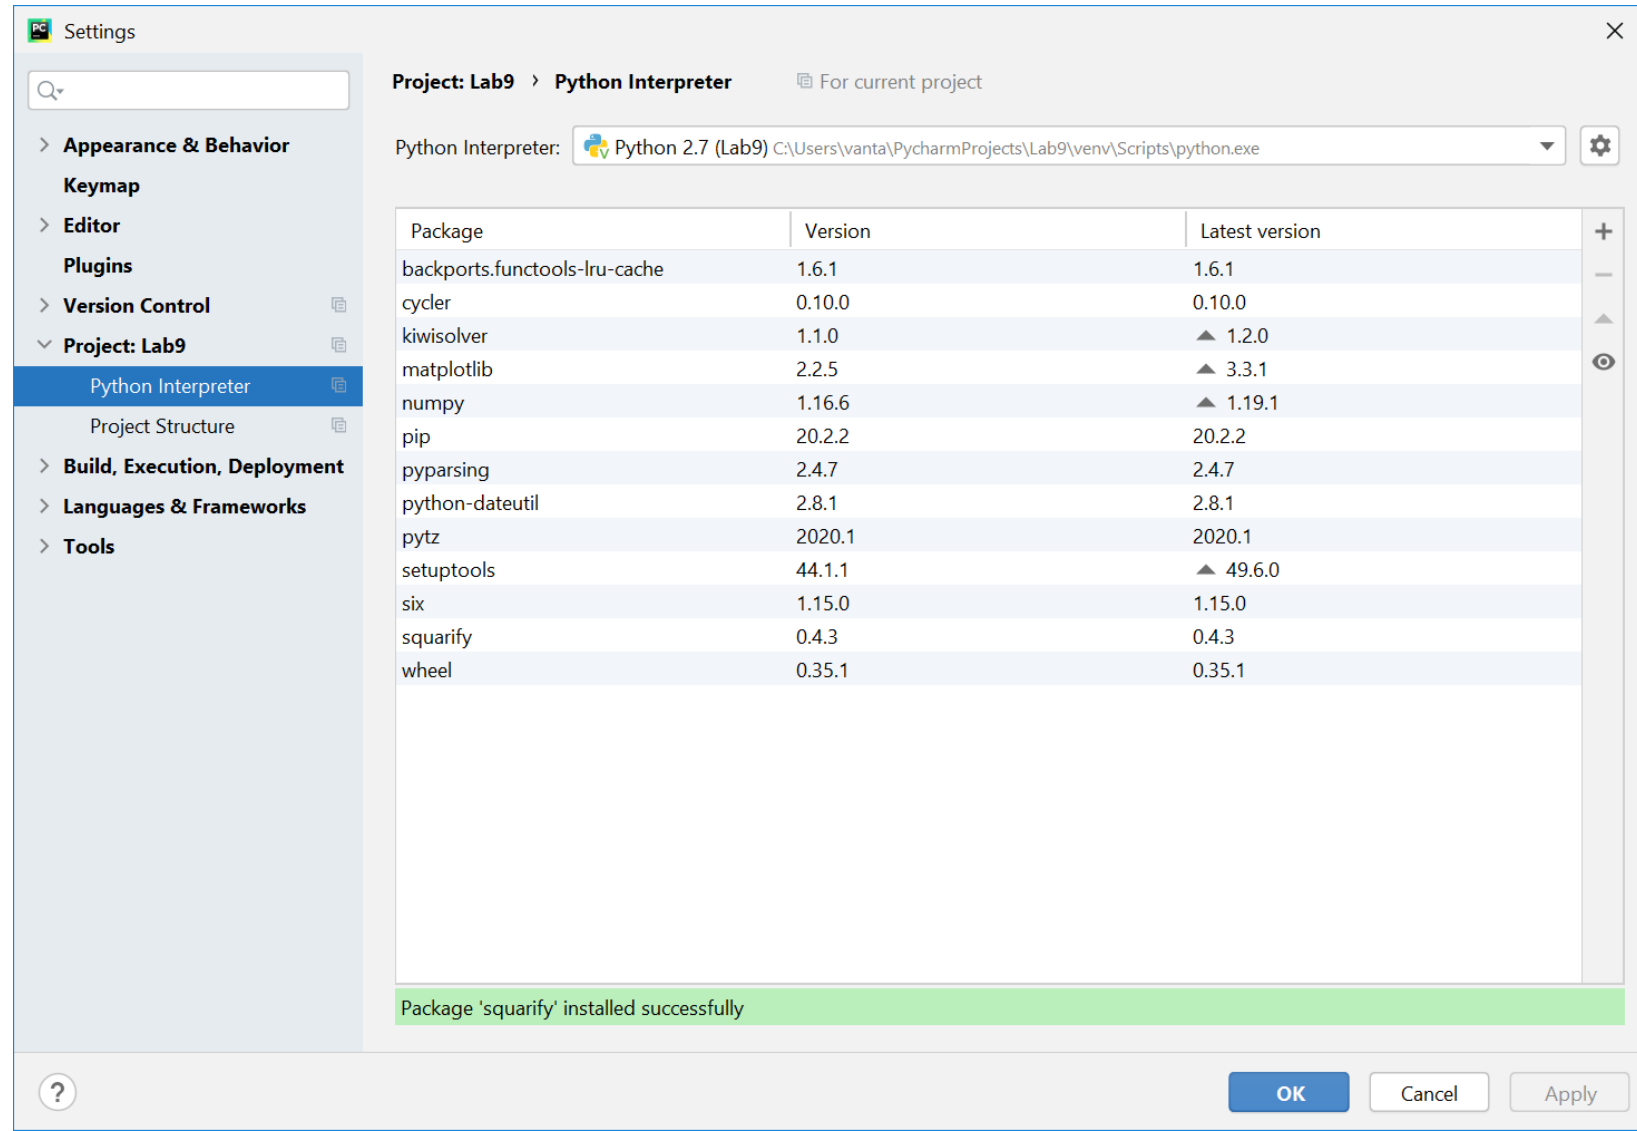 PC Settings
Project: Lab9 › Python Interpreter For current project
Appearance & Behavior
Keymap
Editor
Plugins
Version Control
Project: Lab9
Python Interpreter
Project Structure
Build, Execution, Deployment
Languages & Frameworks
Tools
Python Interpreter: Python 2.7 (Lab9) C:\Users\vanta\PycharmProjects\Lab9\venv\Scripts\python.exe
Package Version Latest version
backports.functools-lru-cache 1.6.1 1.6.1
cycler 0.10.0 0.10.0
kiwisolver 1.1.0 1.2.0
matplotlib 2.2.5 3.3.1
numpy 1.16.6 1.19.1
pip 20.2.2 20.2.2
pyparsing 2.4.7 2.4.7
python-dateutil 2.8.1 2.8.1
pytz 2020.1 2020.1
setuptools 44.1.1 49.6.0
six 1.15.0 1.15.0
squarify 0.4.3 0.4.3
wheel 0.35.1 0.35.1
Package 'squarify' installed successfully
? OK Cancel Apply